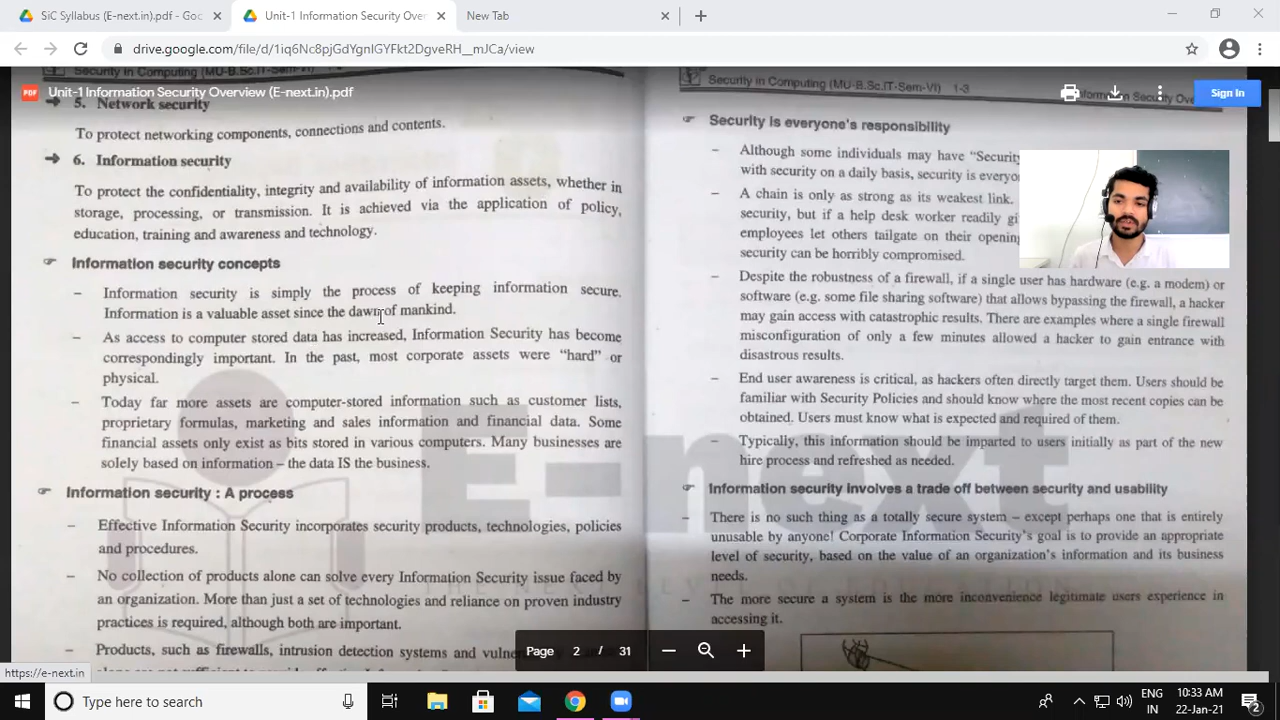 SiC Syllabus (E-next.in).pdf - Goo
Unit-1 Information Security Over
New Tab
drive.google.com/file/d/1iq6Nc8pjGdYgnlGYFkt2DgveRH__mJCa/view
PDF
Unit-1 Information Security Overview (E-next.in).pdf
Sign In
Security in Computing (MU-B.Sc.IT-Sem-VI)
5. Network security
To protect networking components, connections and contents.
6. Information security
To protect the confidentiality, integrity and availability of information assets, whether in
storage, processing, or transmission. It is achieved via the application of policy,
education, training and awareness and technology.
Information security concepts
– Information security is simply the process of keeping information secure.
Information is a valuable asset since the dawn of mankind.
– As access to computer stored data has increased, Information Security has become
correspondingly important. In the past, most corporate assets were "hard" or
physical.
– Today far more assets are computer-stored information such as customer lists,
proprietary formulas, marketing and sales information and financial data. Some
financial assets only exist as bits stored in various computers. Many businesses are
solely based on information – the data IS the business.
Information security : A process
– Effective Information Security incorporates security products, technologies, policies
and procedures.
– No collection of products alone can solve every Information Security issue faced by
an organization. More than just a set of technologies and reliance on proven industry
practices is required, although both are important.
– Products, such as firewalls, intrusion detection systems and
Security in Computing (MU-B.Sc.IT-Sem-VI) 1-3
Information Security
Security is everyone's responsibility
– Although some individuals may have "Security
with security on a daily basis, security is
– A chain is only as strong as its weakest link.
security, but if a help desk worker readily
employees let others tailgate on their opening
security can be horribly compromised.
– Despite the robustness of a firewall, if a single user has hardware (e.g. a modem) or
software (e.g. some file sharing software) that allows bypassing the firewall, a hacker
may gain access with catastrophic results. There are examples where a single firewall
misconfiguration of only a few minutes allowed a hacker to gain entrance with
disastrous results.
– End user awareness is critical, as hackers often directly target them. Users should be
familiar with Security Policies and should know where the most recent copies can be
obtained. Users must know what is expected and required of them.
– Typically, this information should be imparted to users initially as part of the new
hire process and refreshed as needed.
Information security involves a trade off between security and usability
– There is no such thing as a totally secure system – except perhaps one that is entirely
unusable by anyone! Corporate Information Security's goal is to provide an appropriate
level of security, based on the value of an organization's information and its business
needs.
– The more secure a system is the more inconvenience legitimate users experience in
accessing it.
E-next
Page 2 / 31
https://e-next.in
Type here to search
ENG
IN
10:33 AM
22-Jan-21
2